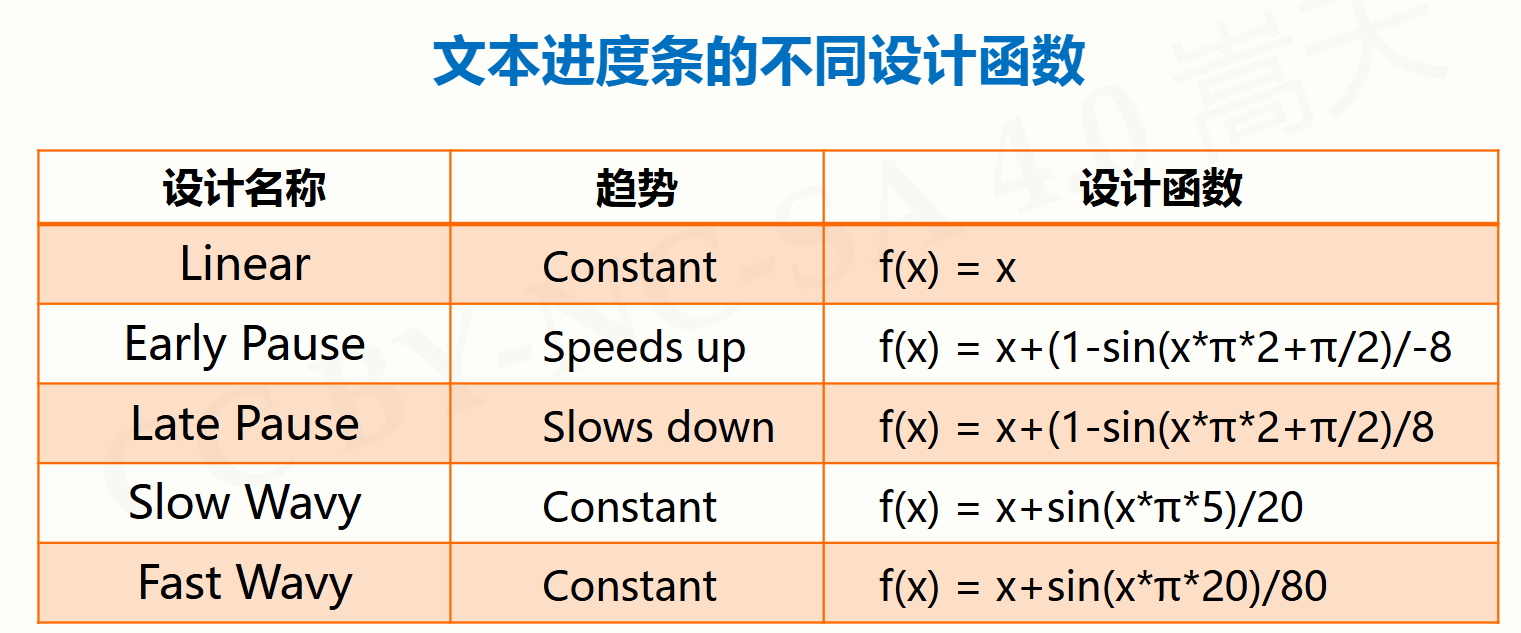 文本进度条的不同设计函数
设计名称 趋势 设计函数
Linear Constant f(x) = x
Early Pause Speeds up f(x) = x+(1-sin(x*π*2+π/2)/-8
Late Pause Slows down f(x) = x+(1-sin(x*π*2+π/2)/8
Slow Wavy Constant f(x) = x+sin(x*π*5)/20
Fast Wavy Constant f(x) = x+sin(x*π*20)/80
CC BY-NC-SA 4.0 嵩天